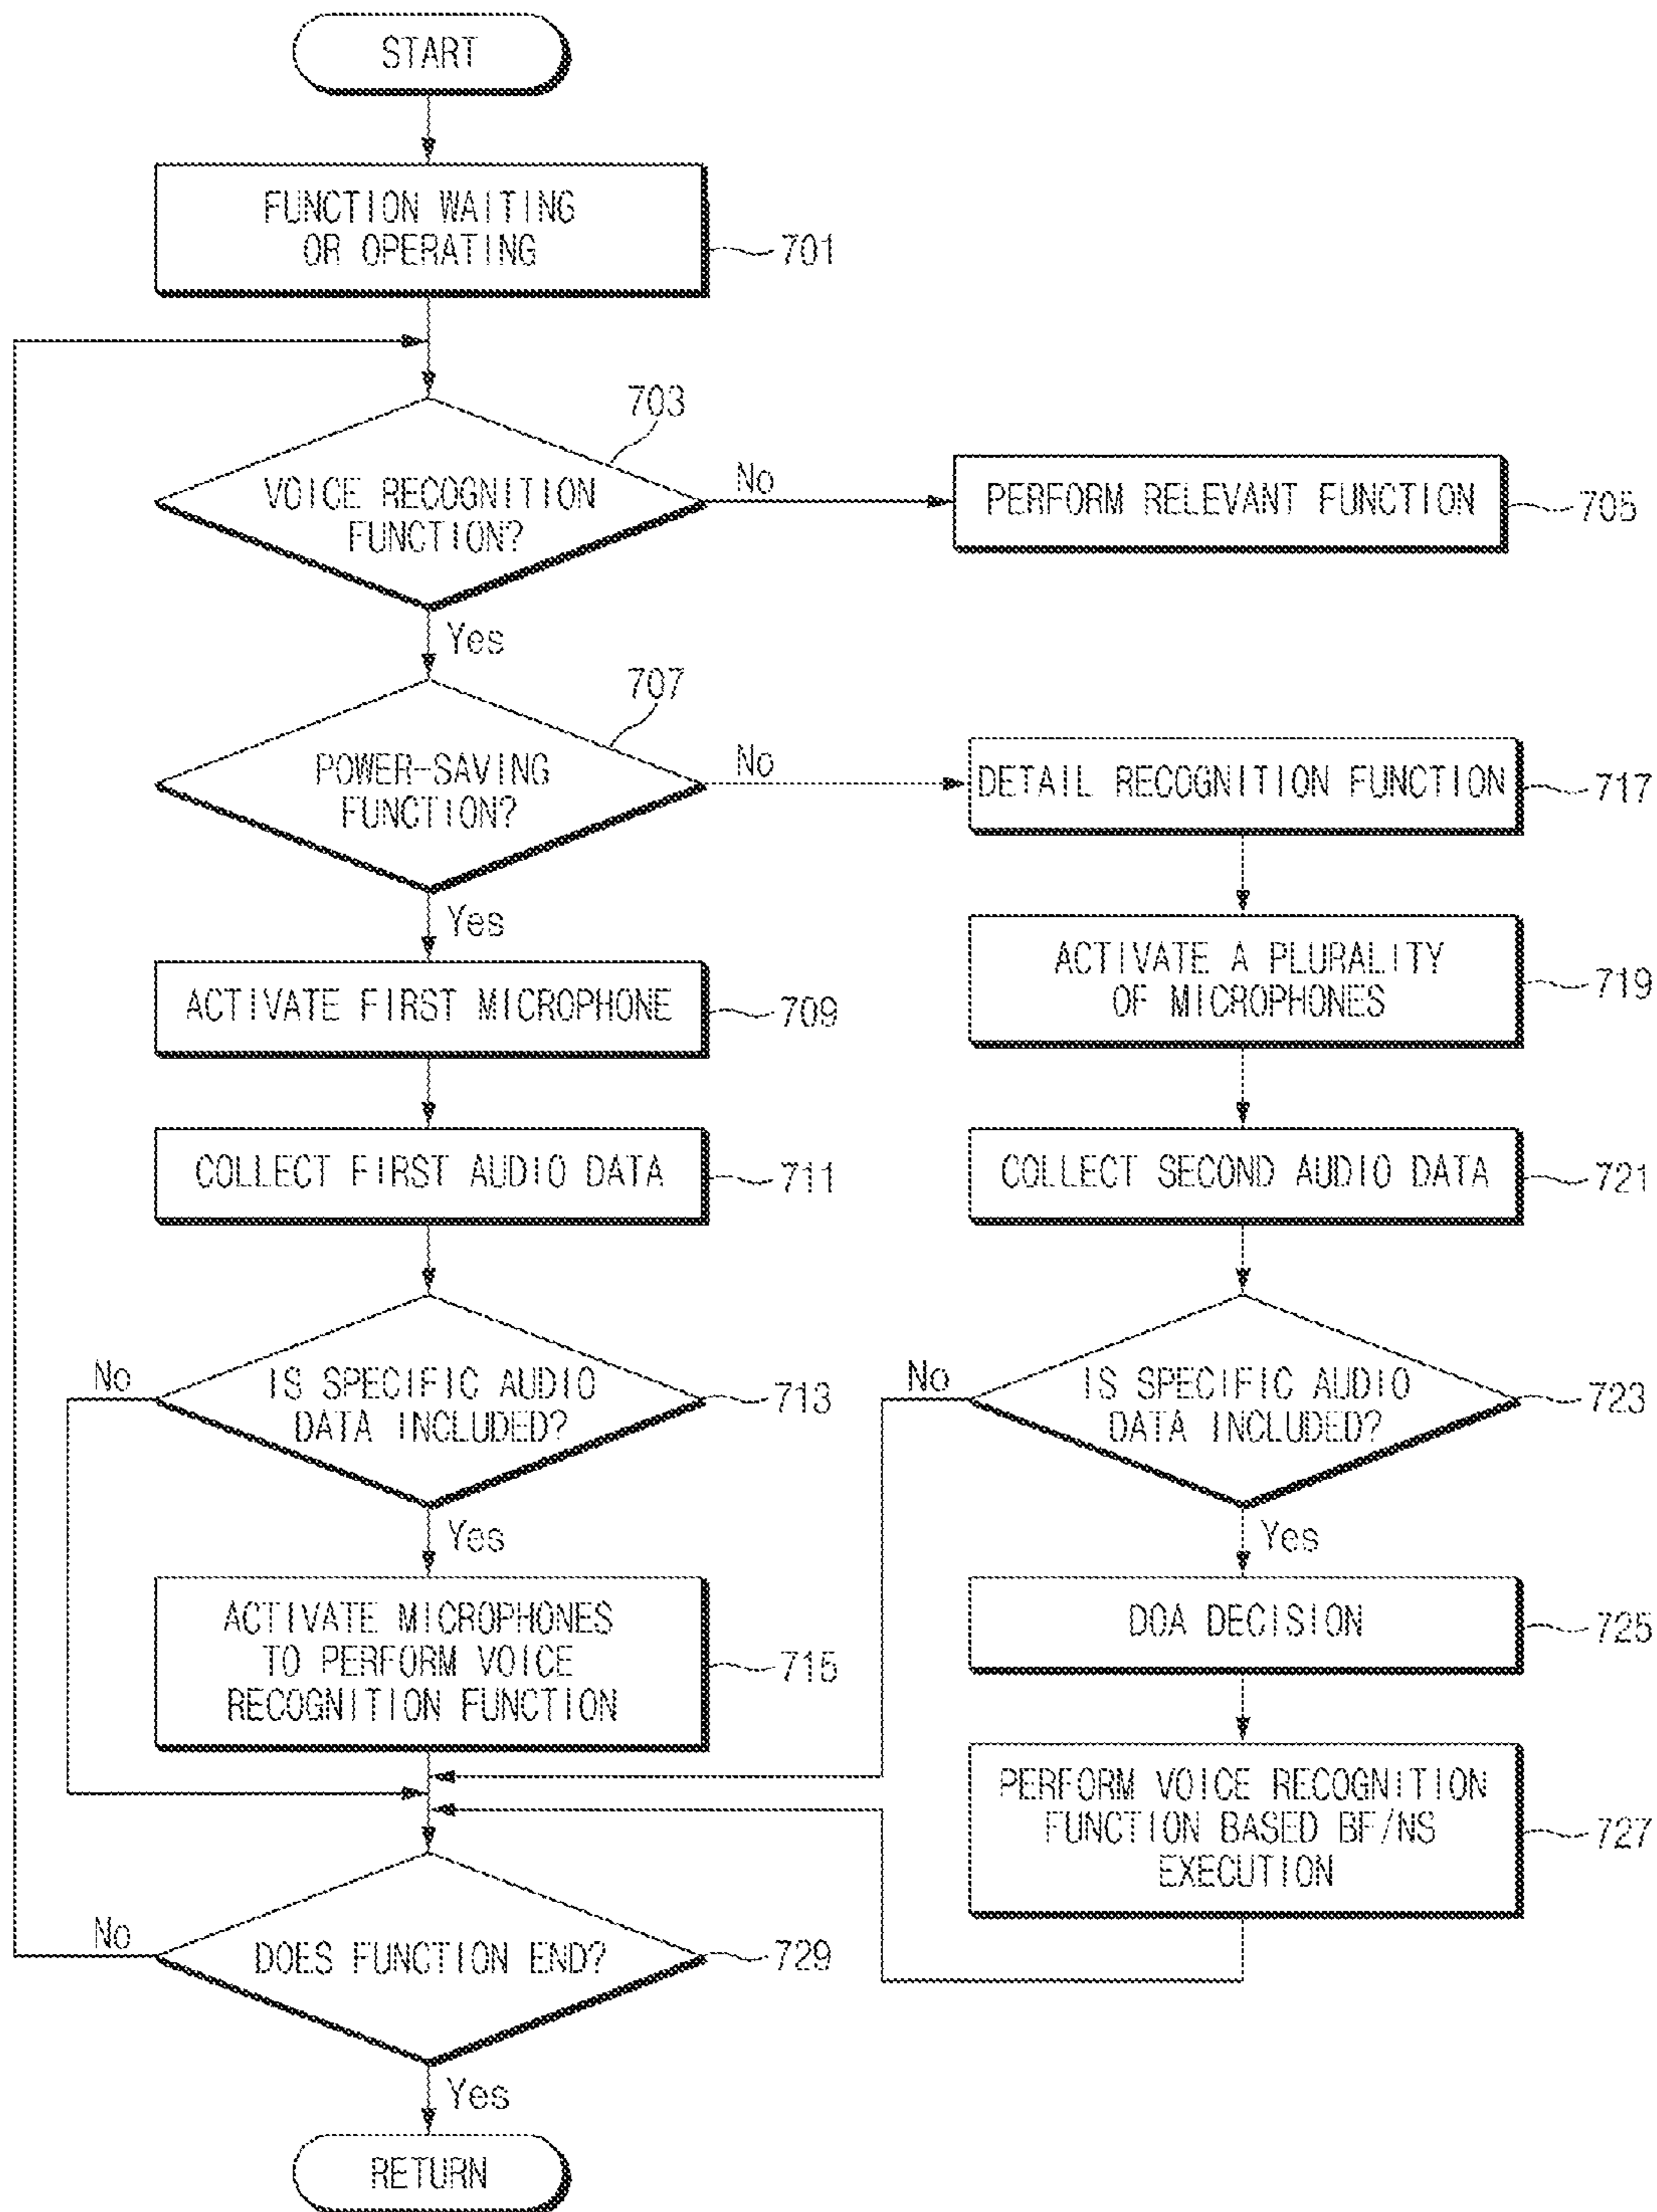 START
FUNCTION WAITING
OR OPERATING
701
703
VOICE RECOGNITION
FUNCTION?
No
PERFORM RELEVANT FUNCTION
705
Yes
707
POWER-SAVING
FUNCTION?
No
DETAIL RECOGNITION FUNCTION
717
Yes
ACTIVATE FIRST MICROPHONE
709
ACTIVATE A PLURALITY
OF MICROPHONES
719
COLLECT FIRST AUDIO DATA
711
COLLECT SECOND AUDIO DATA
721
No
IS SPECIFIC AUDIO
DATA INCLUDED?
713
No
IS SPECIFIC AUDIO
DATA INCLUDED?
723
Yes
Yes
ACTIVATE MICROPHONES
TO PERFORM VOICE
RECOGNITION FUNCTION
715
DOA DECISION
725
PERFORM VOICE RECOGNITION
FUNCTION BASED BF/NS
EXECUTION
727
No
DOES FUNCTION END?
729
Yes
RETURN